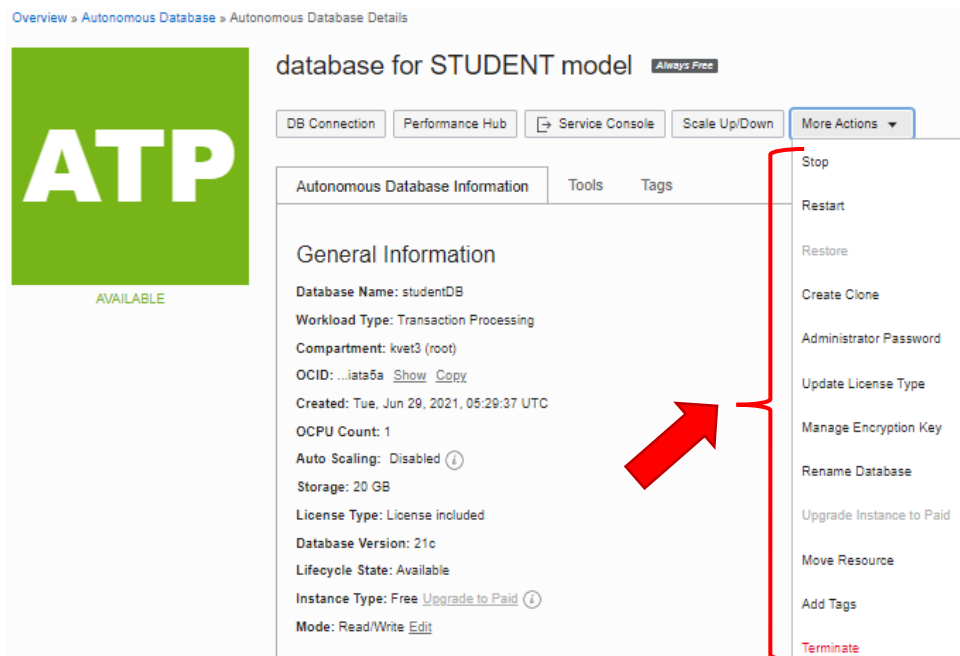 Overview » Autonomous Database » Autonomous Database Details
ATP
AVAILABLE
database for STUDENT model Always Free
DB Connection Performance Hub Service Console Scale Up/Down More Actions
Autonomous Database Information Tools Tags
General Information
Database Name: studentDB
Workload Type: Transaction Processing
Compartment: kvet3 (root)
OCID: ...iata5a Show Copy
Created: Tue, Jun 29, 2021, 05:29:37 UTC
OCPU Count: 1
Auto Scaling: Disabled i
Storage: 20 GB
License Type: License included
Database Version: 21c
Lifecycle State: Available
Instance Type: Free Upgrade to Paid i
Mode: Read/Write Edit
Stop
Restart
Restore
Create Clone
Administrator Password
Update License Type
Manage Encryption Key
Rename Database
Upgrade Instance to Paid
Move Resource
Add Tags
Terminate